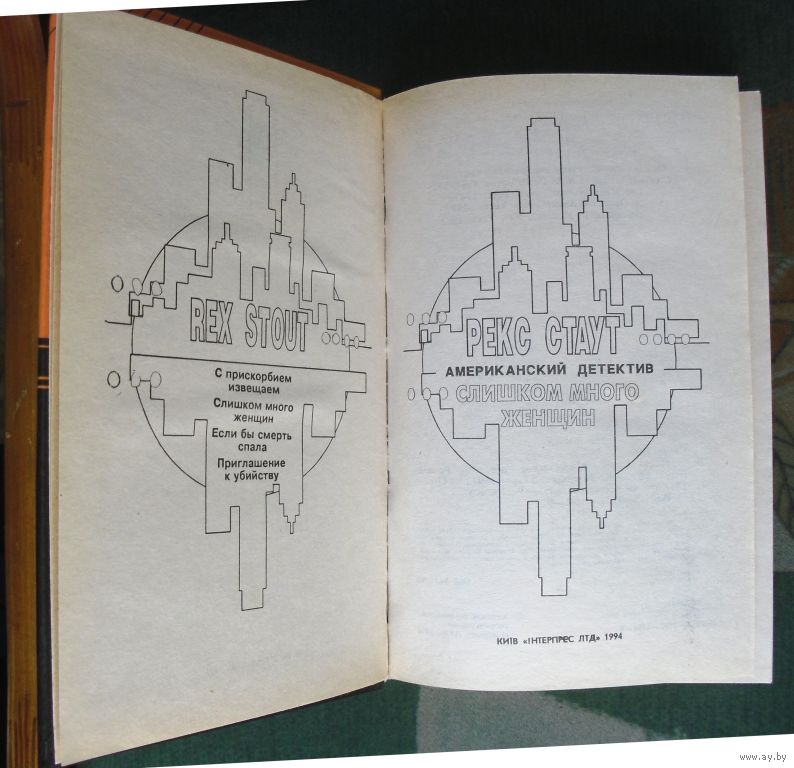 REX STOUT
С прискорбием
извещаем
Слишком много
женщин
Если бы смерть
спала
Приглашение
к убийству
РЕКС СТАУТ
АМЕРИКАНСКИЙ ДЕТЕКТИВ
СЛИШКОМ МНОГО
ЖЕНЩИН
КИЇВ «ІНТЕРПРЕС ЛТД» 1994
www.ay.by